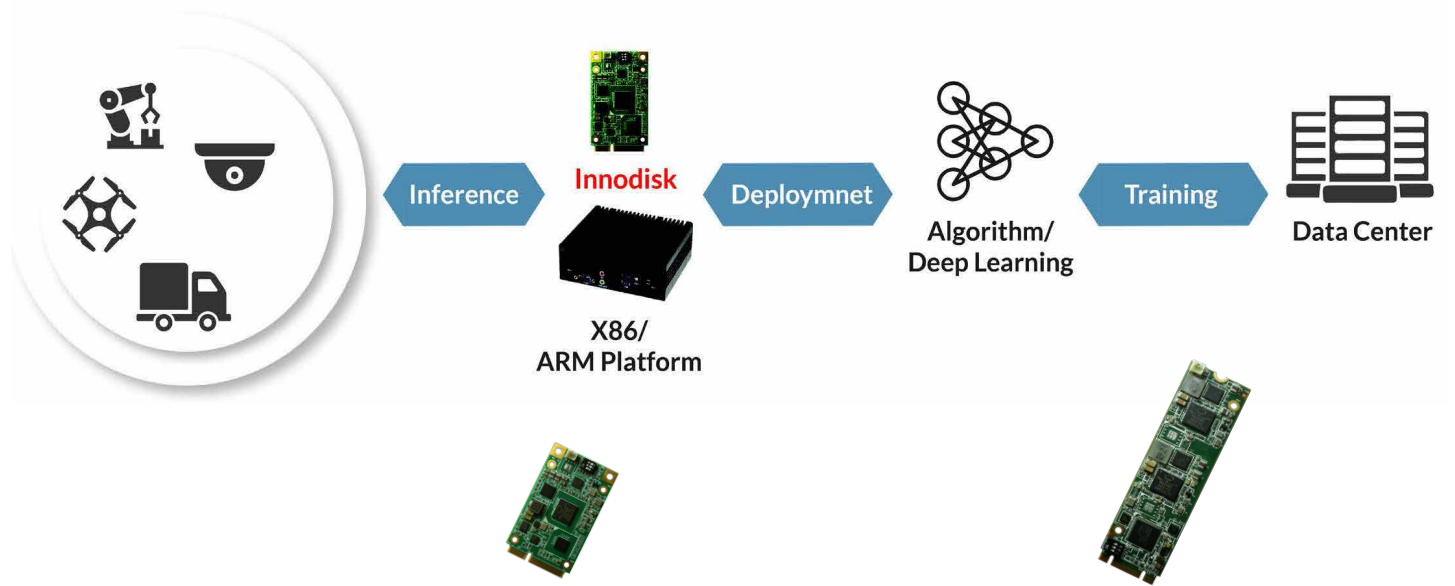 Inference
Innodisk
Deploymnet
Training
Algorithm/
Deep Learning
Data Center
X86/
ARM Platform